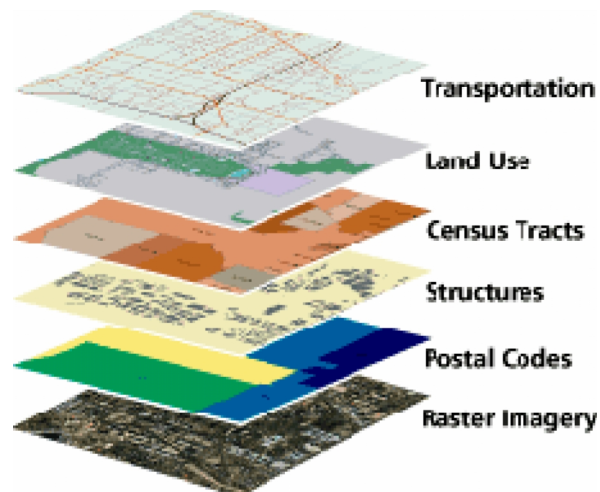 Transportation
Land Use
Census Tracts
Structures
Postal Codes
Raster Imagery